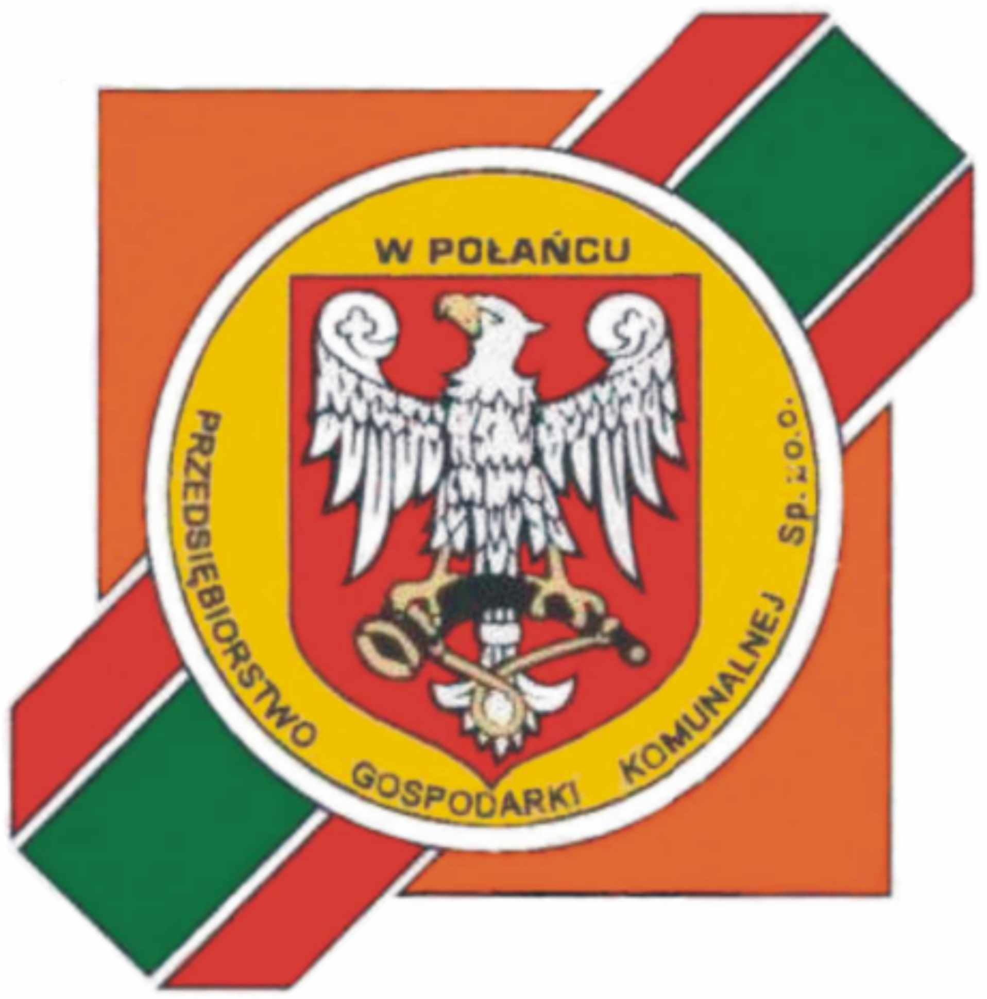 W POŁAŃCU
PRZEDSIĘBIORSTWO GOSPODARKI KOMUNALNEJ Sp. z o.o.